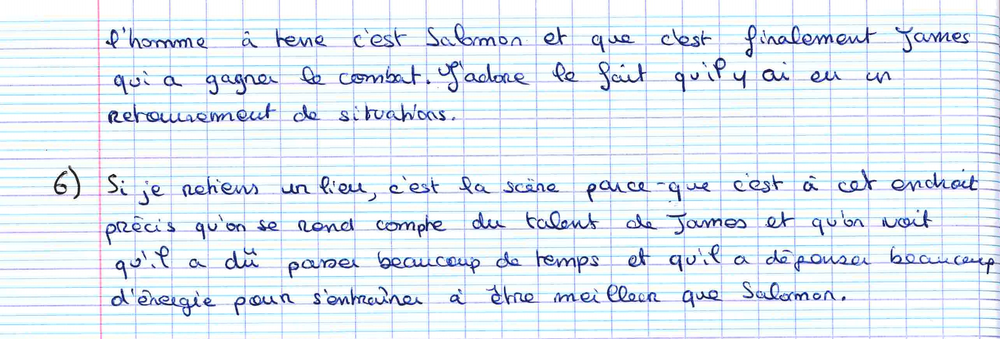 l'homme à terre c'est Salomon et que c'est finalement James
qui a gagner le combat. J'adore le fait qu'il y ai eu un
retournement de situations.
6) Si je retiens un lieu, c'est la scène parce-que c'est à cet endroit
précis qu'on se rend compte du talent de James et qu'on voit
qu'il a dû passer beaucoup de temps et qu'il a dépenser beaucoup
d'énergie pour s'entraîner à être meilleur que Salomon.